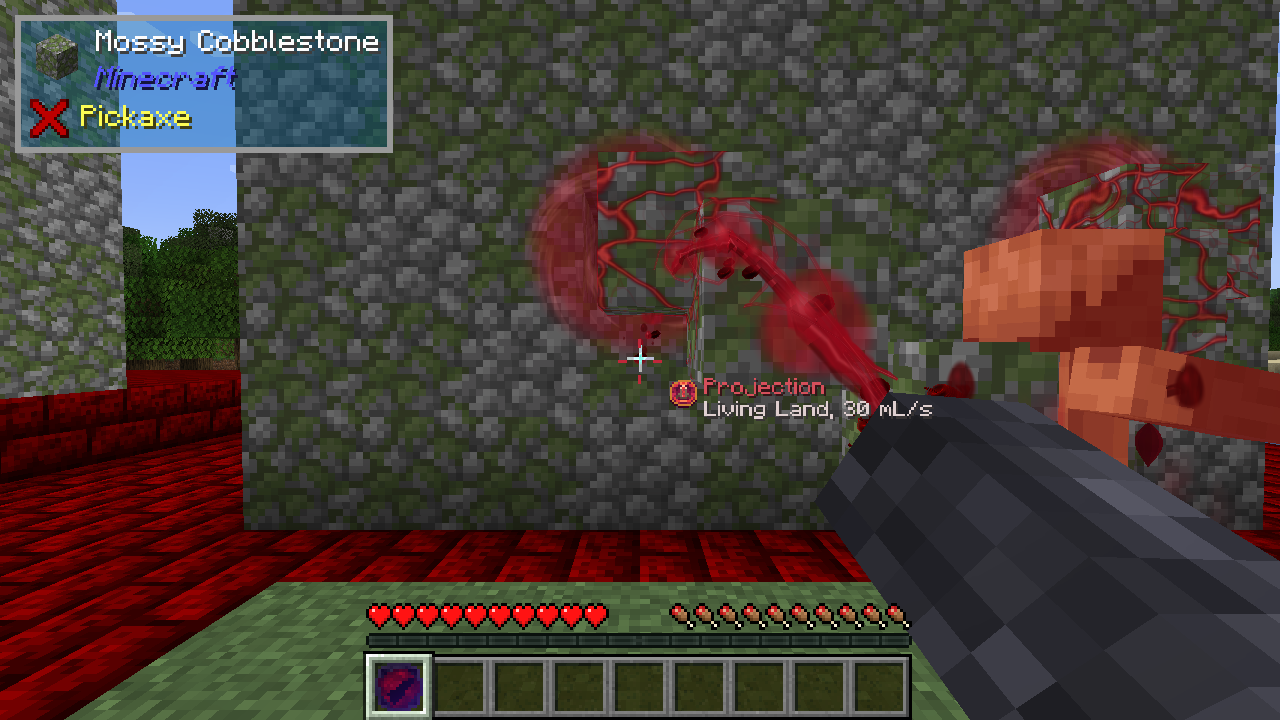 Mossy Cobblestone
Minecraft
Pickaxe
Projection
Living Land, 30 mL/s